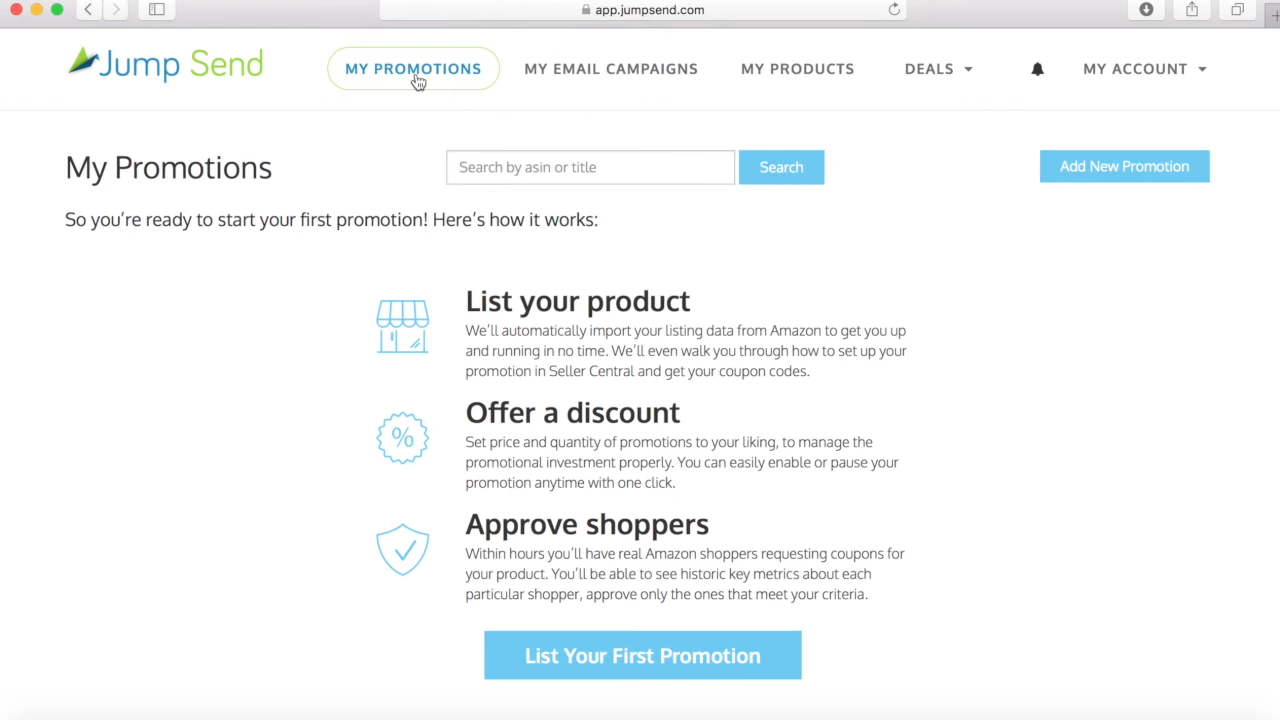 app.jumpsend.com
Jump Send
MY PROMOTIONS
MY EMAIL CAMPAIGNS
MY PRODUCTS
DEALS
MY ACCOUNT
My Promotions
Search by asin or title
Search
Add New Promotion
So you're ready to start your first promotion! Here's how it works:
List your product
We'll automatically import your listing data from Amazon to get you up
and running in no time. We'll even walk you through how to set up your
promotion in Seller Central and get your coupon codes.
%
Offer a discount
Set price and quantity of promotions to your liking, to manage the
promotional investment properly. You can easily enable or pause your
promotion anytime with one click.
Approve shoppers
Within hours you'll have real Amazon shoppers requesting coupons for
your product. You'll be able to see historic key metrics about each
particular shopper, approve only the ones that meet your criteria.
List Your First Promotion